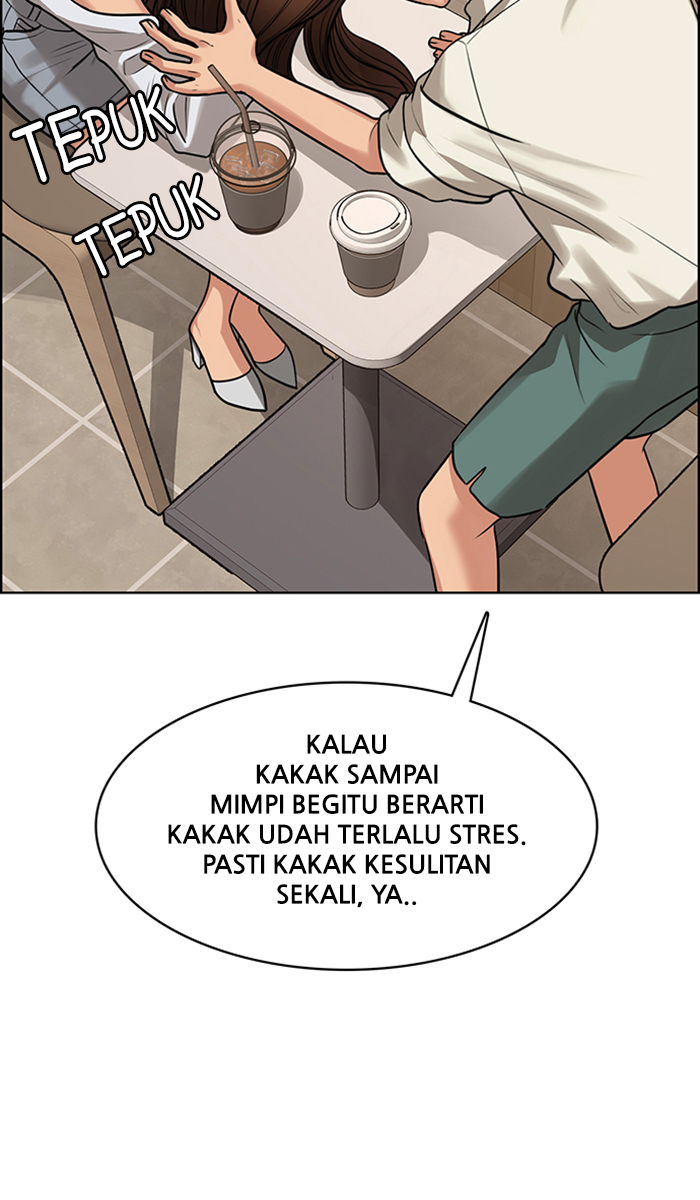 TEPUK
TEPUK
KALAU
KAKAK SAMPAI
MIMPI BEGITU BERARTI
KAKAK UDAH TERLALU STRES.
PASTI KAKAK KESULITAN
SEKALI, YA..